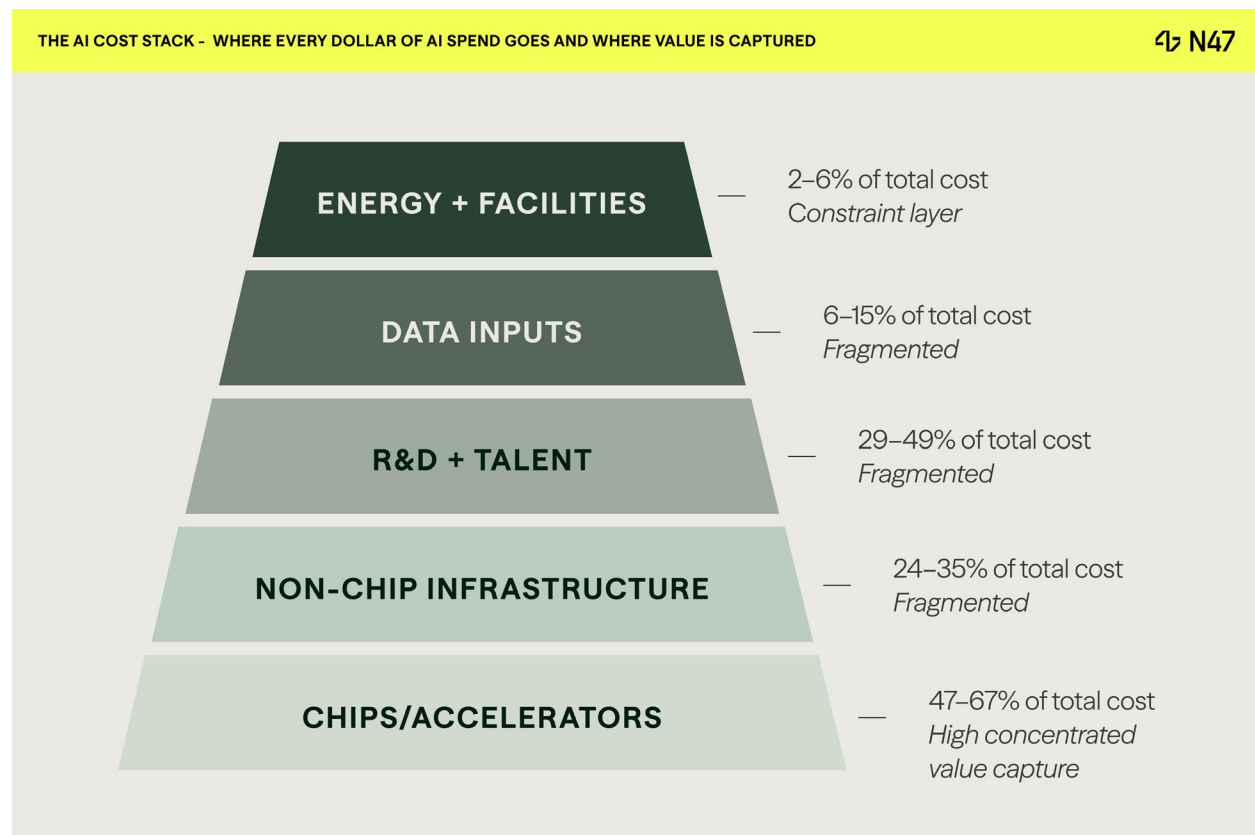 THE AI COST STACK - WHERE EVERY DOLLAR OF AI SPEND GOES AND WHERE VALUE IS CAPTURED
N47
ENERGY + FACILITIES
2–6% of total cost
Constraint layer
DATA INPUTS
6–15% of total cost
Fragmented
R&D + TALENT
29–49% of total cost
Fragmented
NON-CHIP INFRASTRUCTURE
24–35% of total cost
Fragmented
CHIPS/ACCELERATORS
47–67% of total cost
High concentrated
value capture